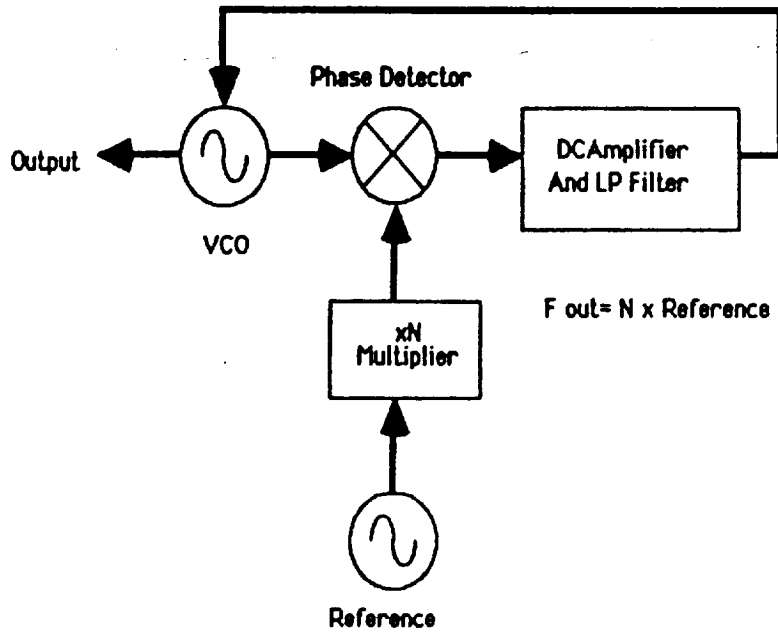 Phase Detector
Output
DCAmplifier
And LP Filter
VCO
F out= N x Reference
xN
Multiplier
Reference